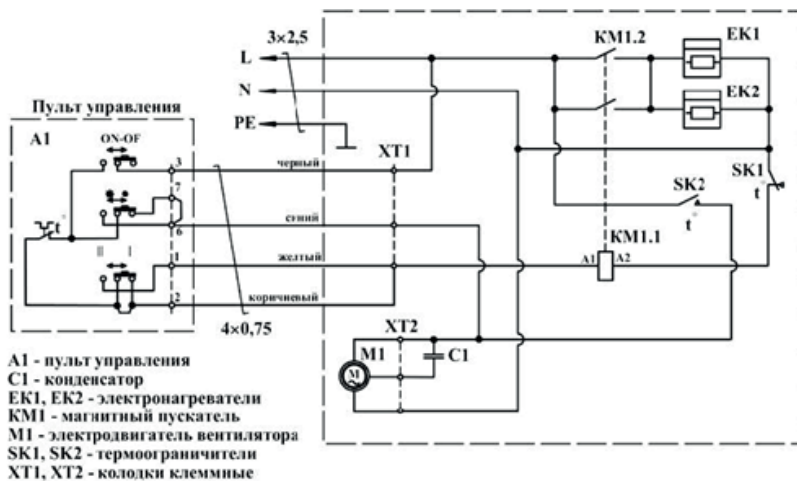 3×2,5
L
N
PE
KM1.2
EK1
EK2
Пульт управления
A1
ON-OF
3
7
6
1
2
t°
||
|
черный
синий
желтый
коричневый
4×0,75
XT1
SK1
t°
SK2
t°
KM1.1
A1
A2
XT2
M1
M
C1
A1 - пульт управления
C1 - конденсатор
EK1, EK2 - электронагреватели
KM1 - магнитный пускатель
M1 - электродвигатель вентилятора
SK1, SK2 - термоограничители
XT1, XT2 - колодки клеммные